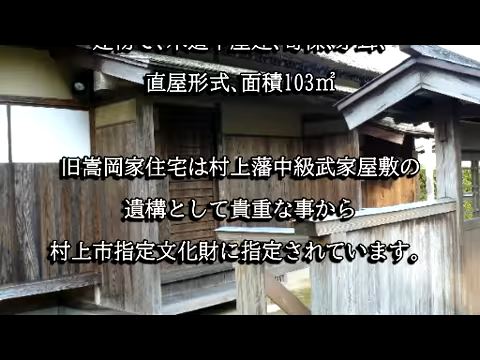 直屋形式、面積103㎡
旧嵩岡家住宅は村上藩中級武家屋敷の
遺構として貴重な事から
村上市指定文化財に指定されています。